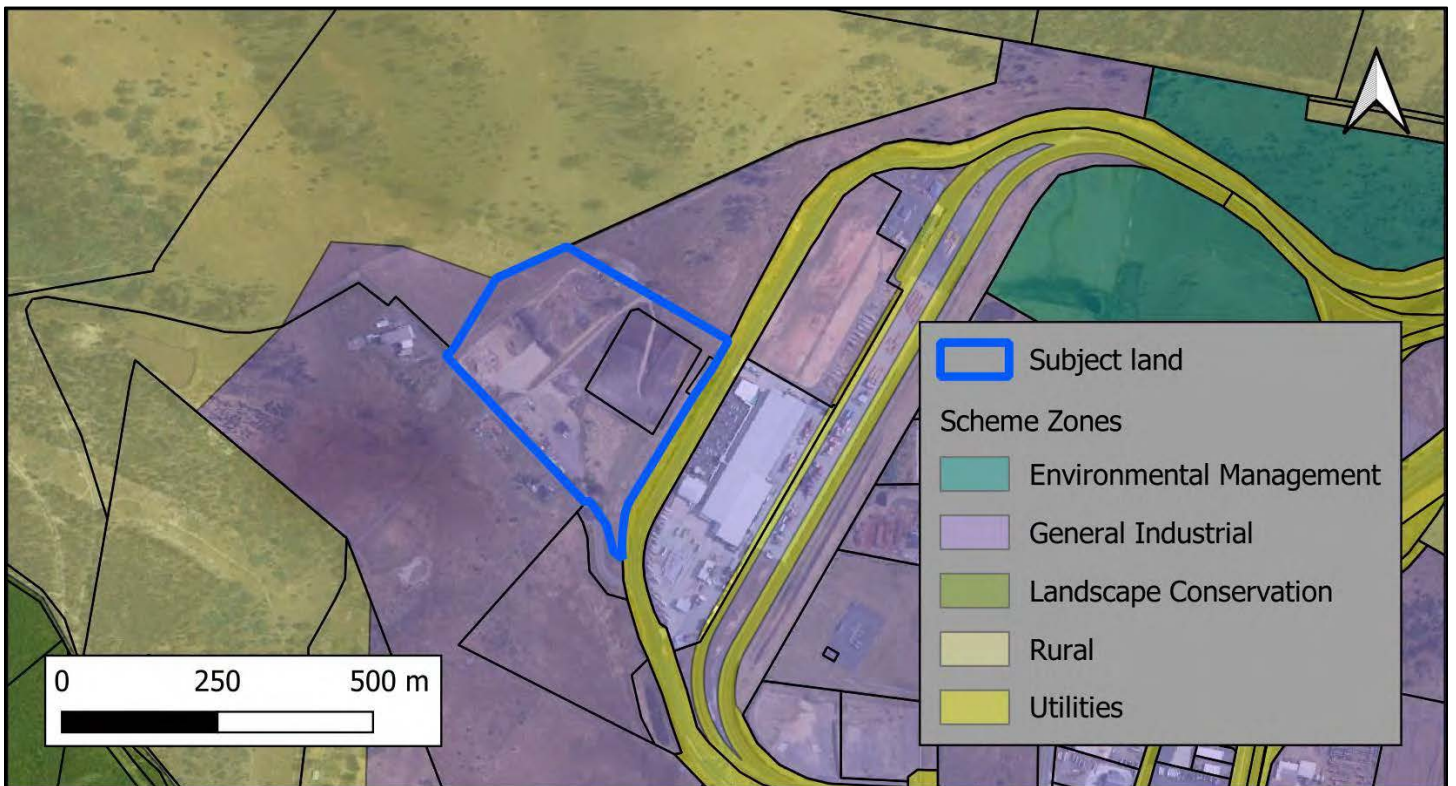 Subject land
Scheme Zones
Environmental Management
General Industrial
Landscape Conservation
Rural
Utilities
0 250 500 m